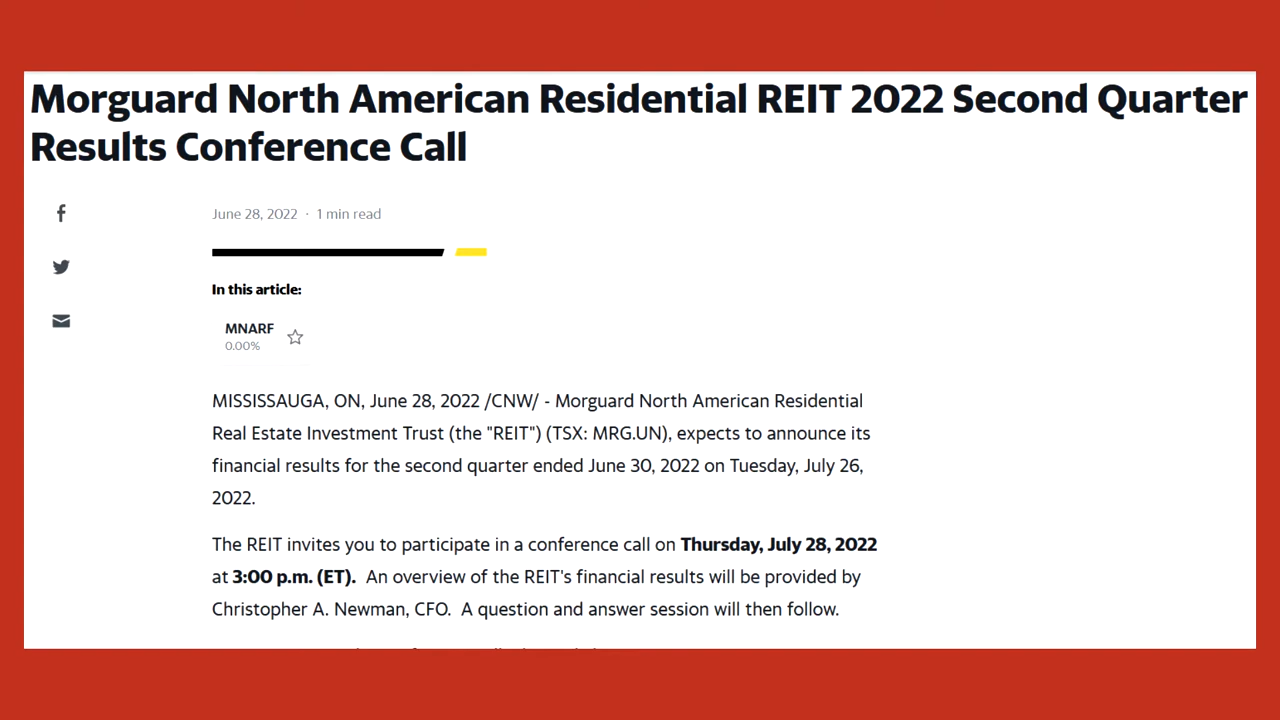 Morguard North American Residential REIT 2022 Second Quarter
Results Conference Call
June 28, 2022 · 1 min read
In this article:
MNARF
0.00%
MISSISSAUGA, ON, June 28, 2022 /CNW/ - Morguard North American Residential
Real Estate Investment Trust (the "REIT") (TSX: MRG.UN), expects to announce its
financial results for the second quarter ended June 30, 2022 on Tuesday, July 26,
2022.
The REIT invites you to participate in a conference call on Thursday, July 28, 2022
at 3:00 p.m. (ET).  An overview of the REIT's financial results will be provided by
Christopher A. Newman, CFO.  A question and answer session will then follow.